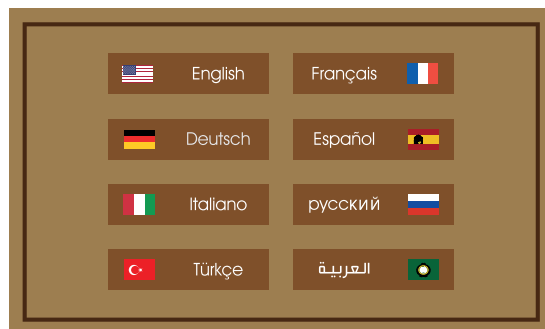 English
Français
Deutsch
Español
Italiano
русский
Türkçe
العربية